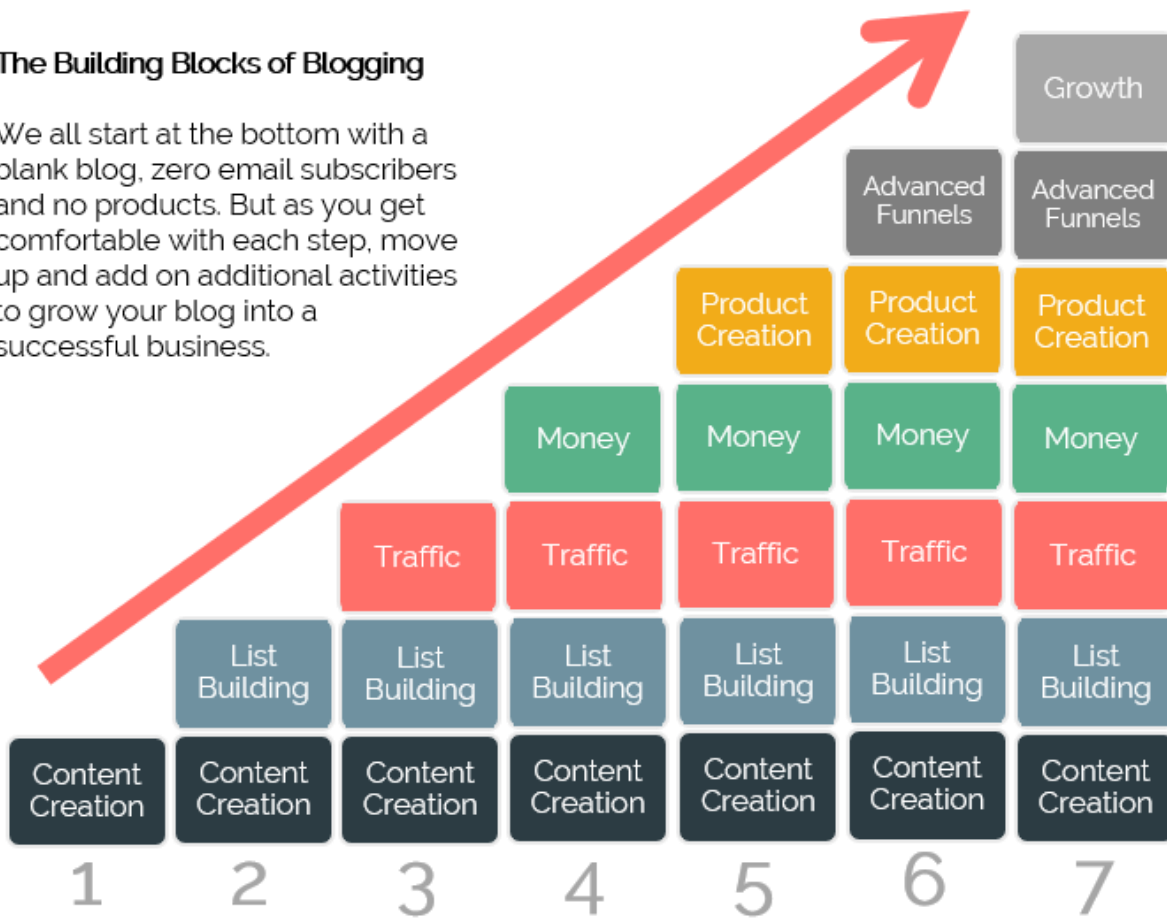 The Building Blocks of Blogging
We all start at the bottom with a
blank blog, zero email subscribers
and no products. But as you get
comfortable with each step, move
up and add on additional activities
to grow your blog into a
successful business.
Growth
Advanced
Funnels
Advanced
Funnels
Product
Creation
Product
Creation
Product
Creation
Money
Money
Money
Money
Traffic
Traffic
Traffic
Traffic
Traffic
List
Building
List
Building
List
Building
List
Building
List
Building
List
Building
Content
Creation
Content
Creation
Content
Creation
Content
Creation
Content
Creation
Content
Creation
Content
Creation
1
2
3
4
5
6
7